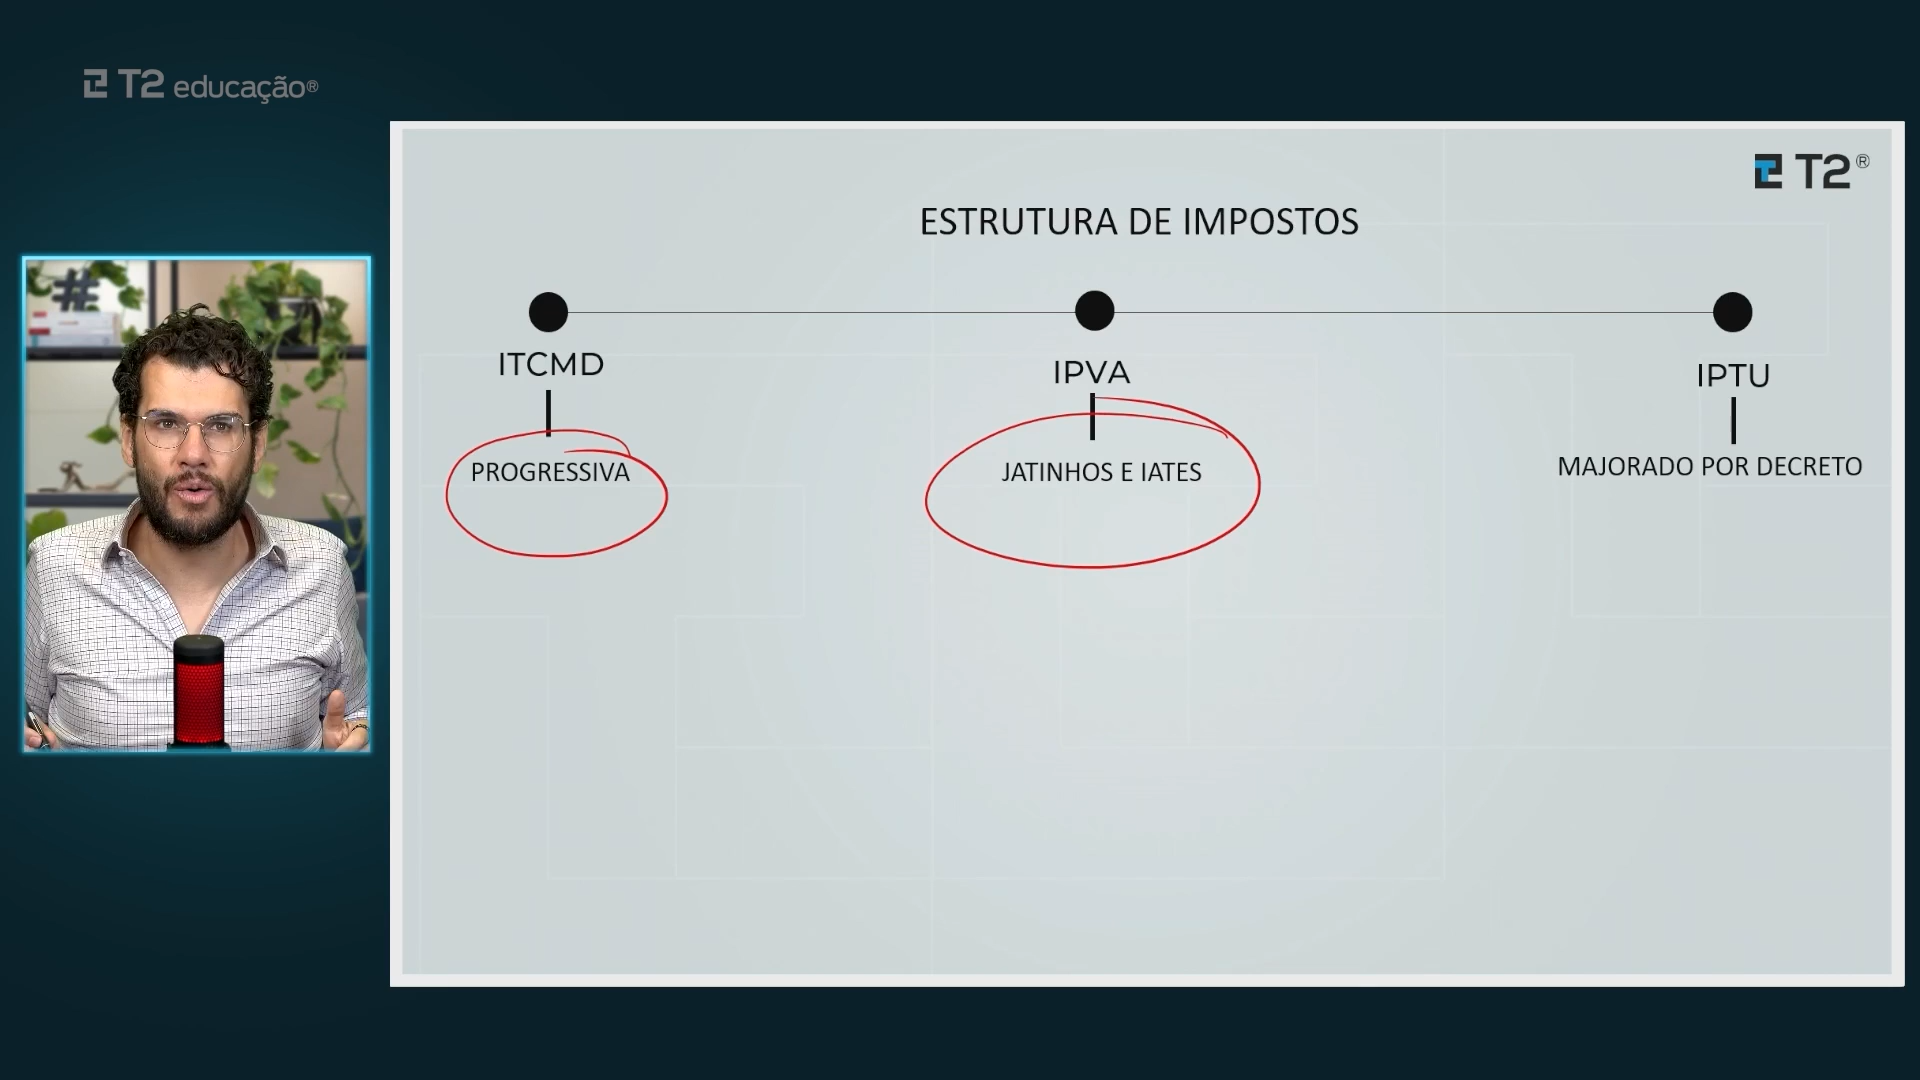 T2 educação®
T2®
ESTRUTURA DE IMPOSTOS
ITCMD
IPVA
IPTU
PROGRESSIVA
JATINHOS E IATES
MAJORADO POR DECRETO
#